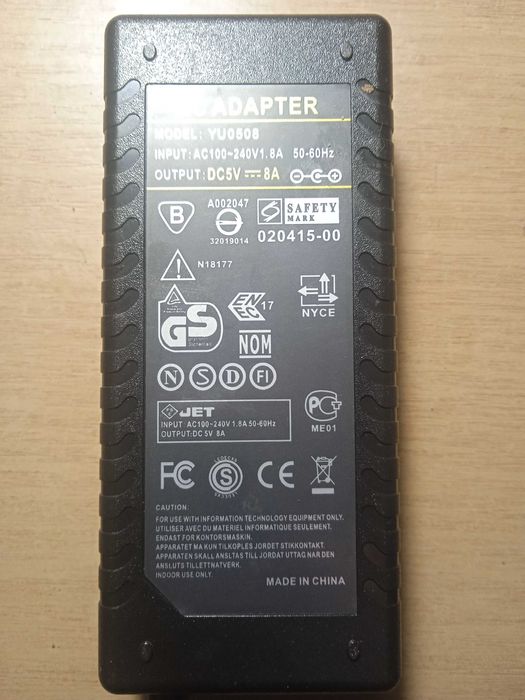 ADAPTER
MODEL: YU0508
INPUT: AC100~240V1.8A 50-60Hz
OUTPUT: DC5V 8A
B
A002047
32019014
S SAFETY
MARK
020415-00
N18177
GS
EN
EC 17
NYCE
NOM
N S D FI
JET
INPUT AC100~240V 1.8A 50-60Hz
OUTPUT:DC 5V 8A
PC
ME01
FC S CE
CAUTION:
FOR USE WITH INFORMATION TECHNOLOGY EQUIPMENT ONLY.
UTILISER AVEC DU MATERIEL INFORMATIQUE SEULEMENT.
ENDAST FOR KONTORSMASKIN.
APPARATET MA KUN TILKOPLES JORDET STIKKONTAKT.
APPARATEN SKALL ANSLTAS TILL JORDAT UTTAG NAR DEN
ANSLUTS TILLETTNATVERK.
INDOOR USE ONLY.
MADE IN CHINA